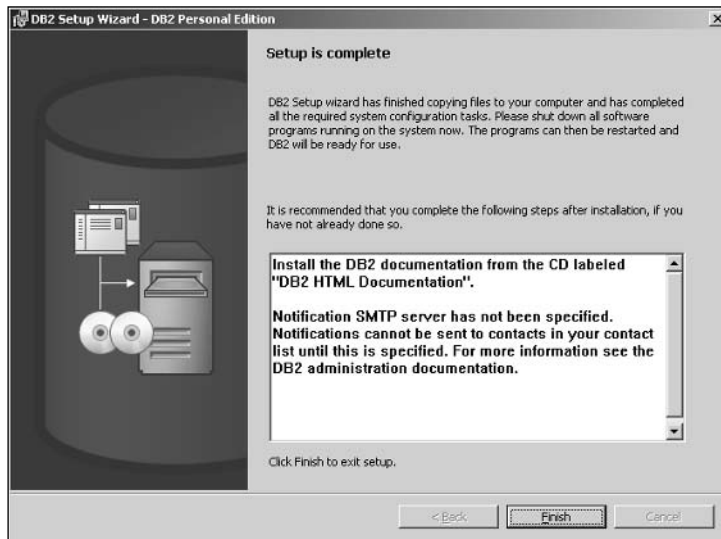 DB2 Setup Wizard - DB2 Personal Edition
Setup is complete
DB2 Setup wizard has finished copying files to your computer and has completed
all the required system configuration tasks. Please shut down all software
programs running on the system now. The programs can then be restarted and
DB2 will be ready for use.
It is recommended that you complete the following steps after installation, if you
have not already done so.
Install the DB2 documentation from the CD labeled
"DB2 HTML Documentation".
Notification SMTP server has not been specified.
Notifications cannot be sent to contacts in your contact
list until this is specified. For more information see the
DB2 administration documentation.
Click Finish to exit setup.
< Back Finish Cancel